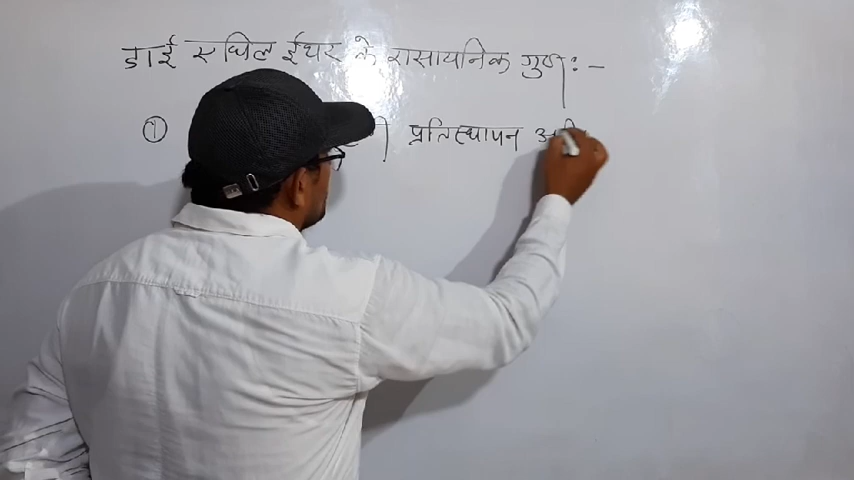 डाई एथिल ईथर के रासायनिक गुण :-
① प्रतिस्थापन